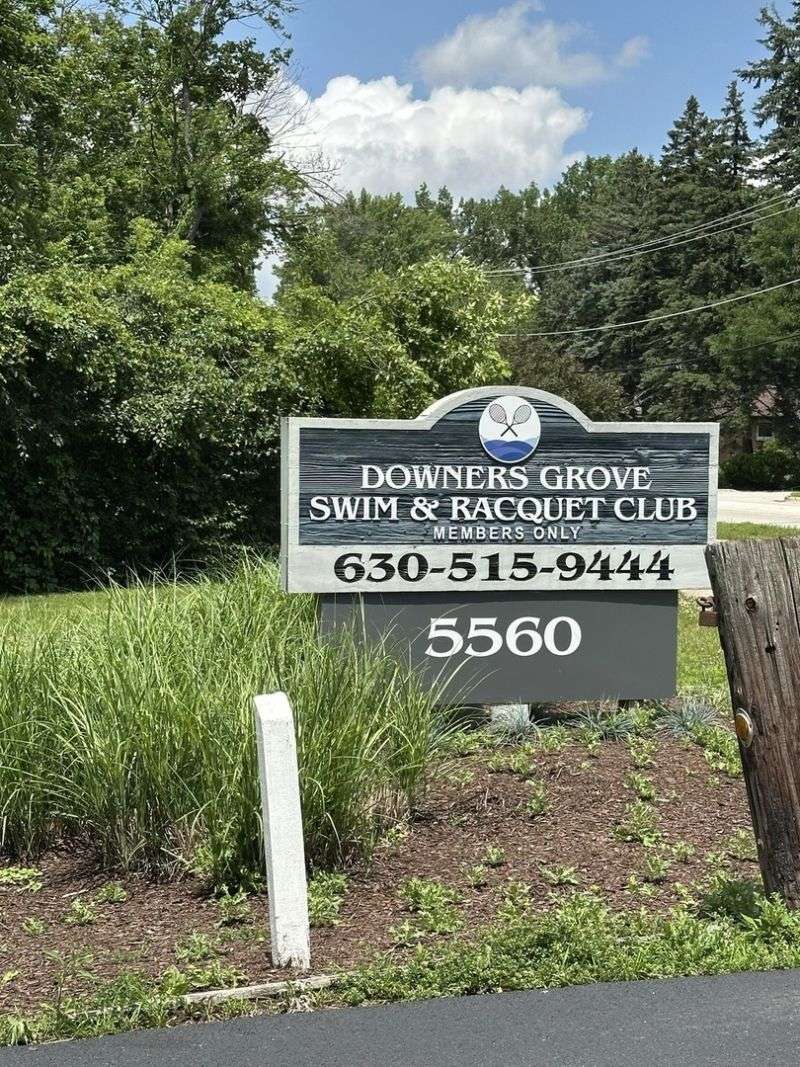 DOWNERS GROVE
SWIM & RACQUET CLUB
MEMBERS ONLY
630-515-9444
5560